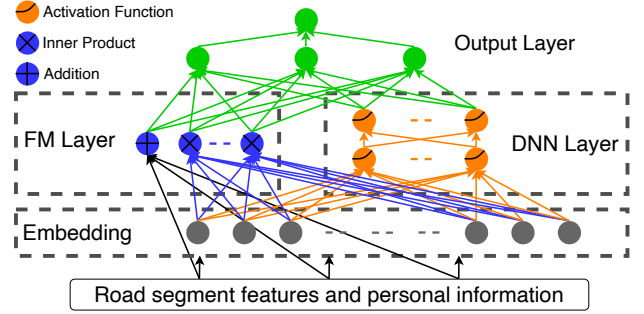 Activation Function
Inner Product
Addition
Output Layer
FM Layer
DNN Layer
Embedding
Road segment features and personal information